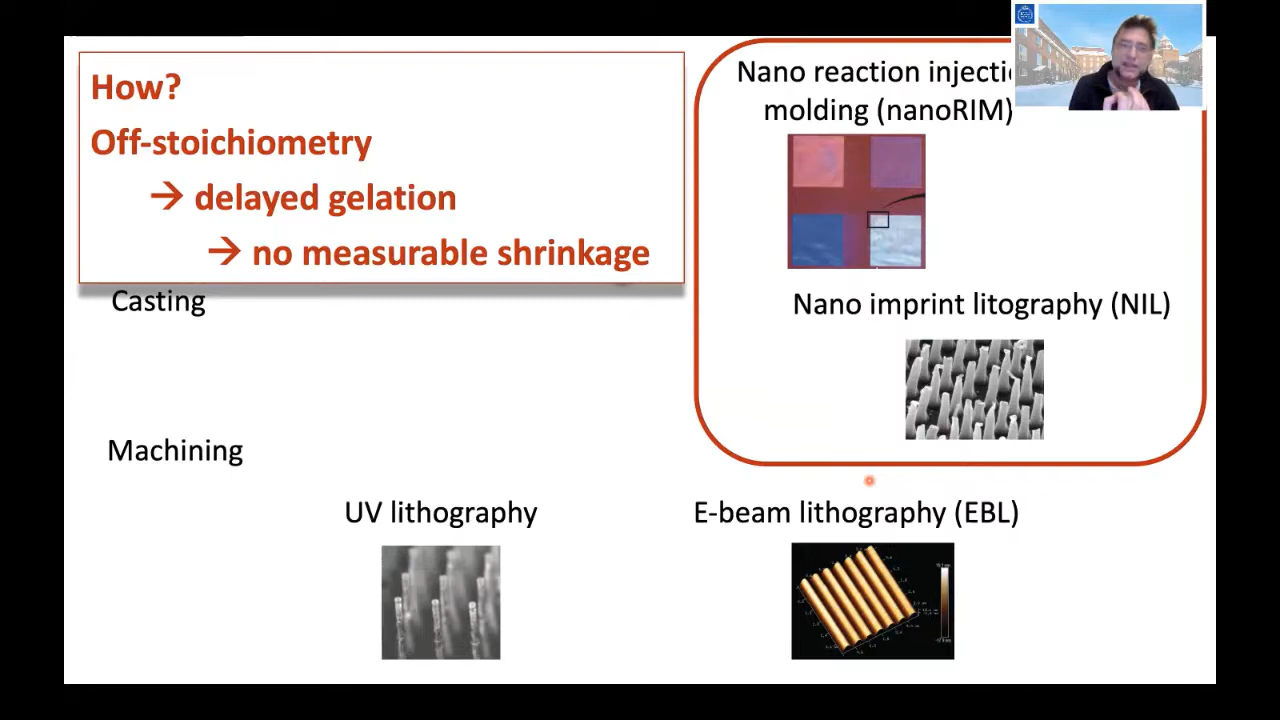 How?
Off-stoichiometry
→ delayed gelation
→ no measurable shrinkage
Nano reaction injecti
molding (nanoRIM)
Casting
Nano imprint litography (NIL)
Machining
UV lithography
E-beam lithography (EBL)